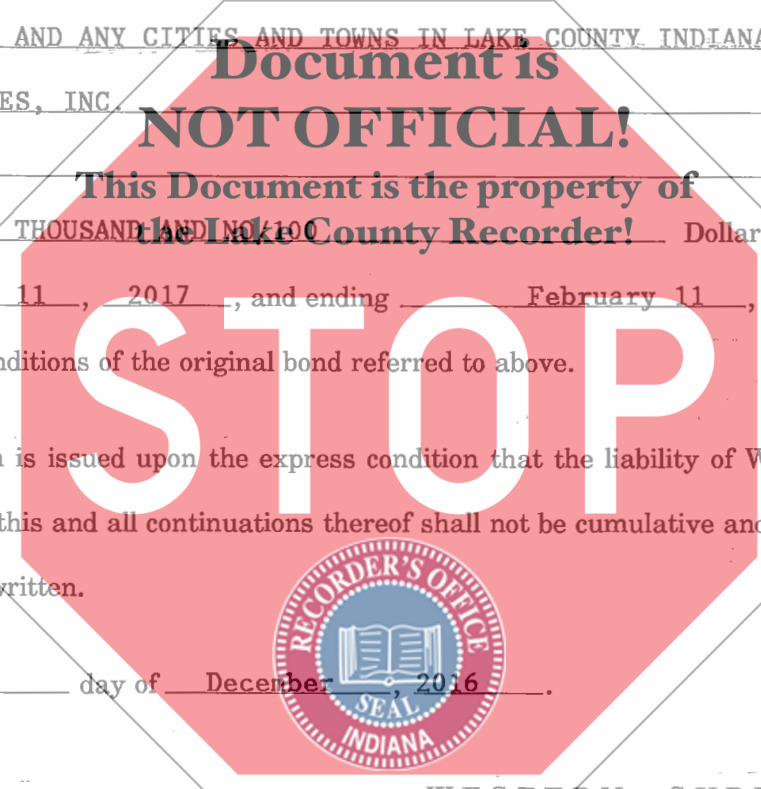 AND ANY CITIES AND TOWNS IN LAKE COUNTY INDIANA
Document is
ES, INC.
NOT OFFICIAL!
This Document is the property of
THOUSAND AND NO/100 Dollar
the Lake County Recorder!
11, 2017, and ending February 11,
STOP
nditions of the original bond referred to above.
is issued upon the express condition that the liability of W
this and all continuations thereof shall not be cumulative and
written.
RECORDER'S OFFICE
SEAL
INDIANA
day of December, 2016.
WESTERN SURE